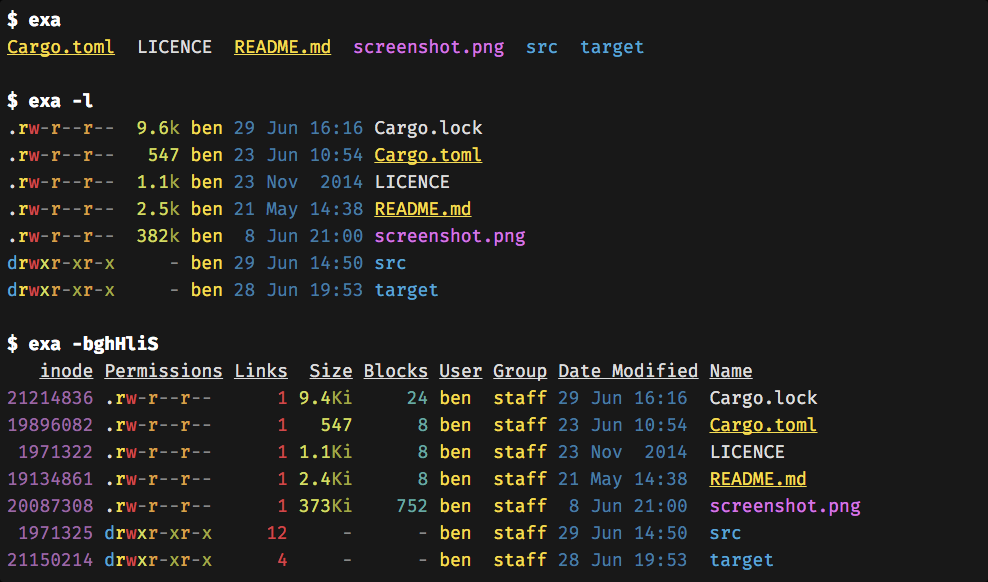 $ exa
Cargo.toml  LICENCE  README.md  screenshot.png  src  target
$ exa -l
.rw-r--r--  9.6k ben 29 Jun 16:16 Cargo.lock
.rw-r--r--   547 ben 23 Jun 10:54 Cargo.toml
.rw-r--r--  1.1k ben 23 Nov  2014 LICENCE
.rw-r--r--  2.5k ben 21 May 14:38 README.md
.rw-r--r--  382k ben  8 Jun 21:00 screenshot.png
drwxr-xr-x     - ben 29 Jun 14:50 src
drwxr-xr-x     - ben 28 Jun 19:53 target
$ exa -bghHliS
   inode Permissions Links  Size Blocks User Group Date Modified Name
21214836 .rw-r--r--      1 9.4Ki     24 ben  staff 29 Jun 16:16  Cargo.lock
19896082 .rw-r--r--      1   547      8 ben  staff 23 Jun 10:54  Cargo.toml
 1971322 .rw-r--r--      1 1.1Ki      8 ben  staff 23 Nov  2014  LICENCE
19134861 .rw-r--r--      1 2.4Ki      8 ben  staff 21 May 14:38  README.md
20087308 .rw-r--r--      1 373Ki    752 ben  staff  8 Jun 21:00  screenshot.png
 1971325 drwxr-xr-x     12     -      - ben  staff 29 Jun 14:50  src
21150214 drwxr-xr-x      4     -      - ben  staff 28 Jun 19:53  target